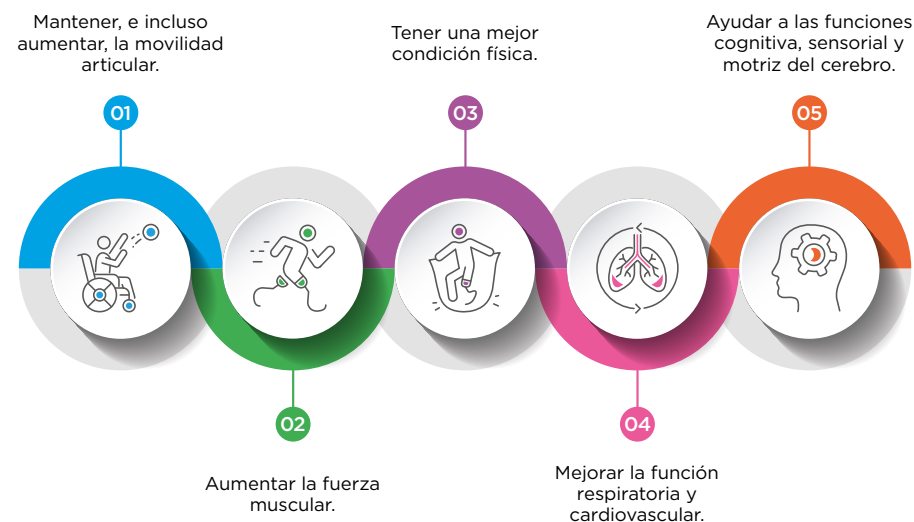 Mantener, e incluso
aumentar, la movilidad
articular.
01
Aumentar la fuerza
muscular.
02
Tener una mejor
condición física.
03
Mejorar la función
respiratoria y
cardiovascular.
04
Ayudar a las funciones
cognitiva, sensorial y
motriz del cerebro.
05